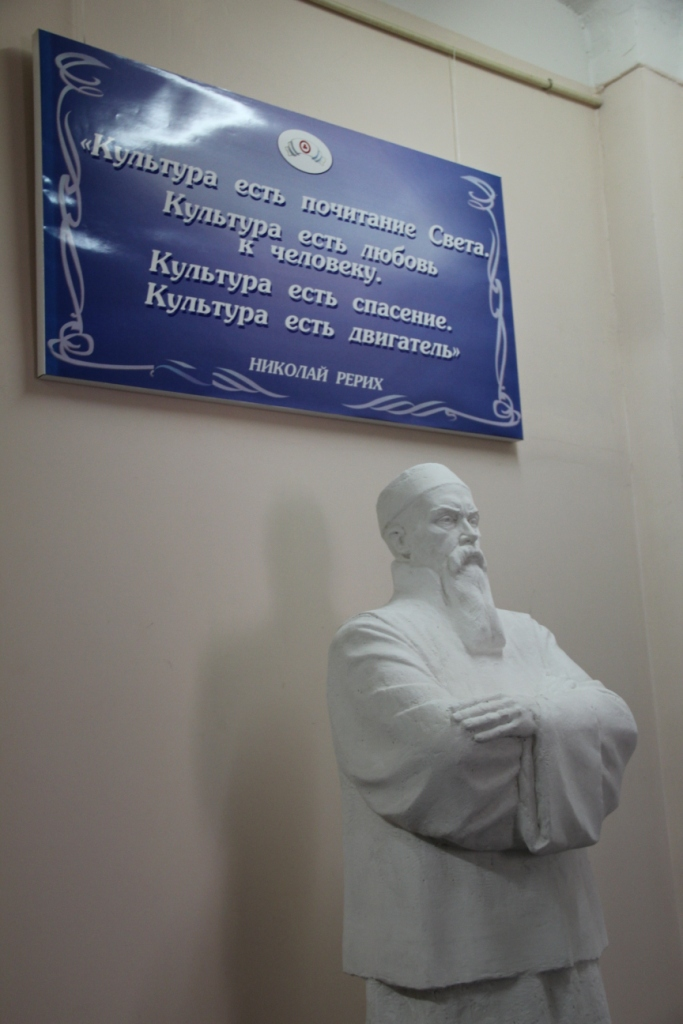 «Культура есть почитание Света.
Культура есть любовь
к человеку.
Культура есть спасение.
Культура есть двигатель»
НИКОЛАЙ РЕРИХ